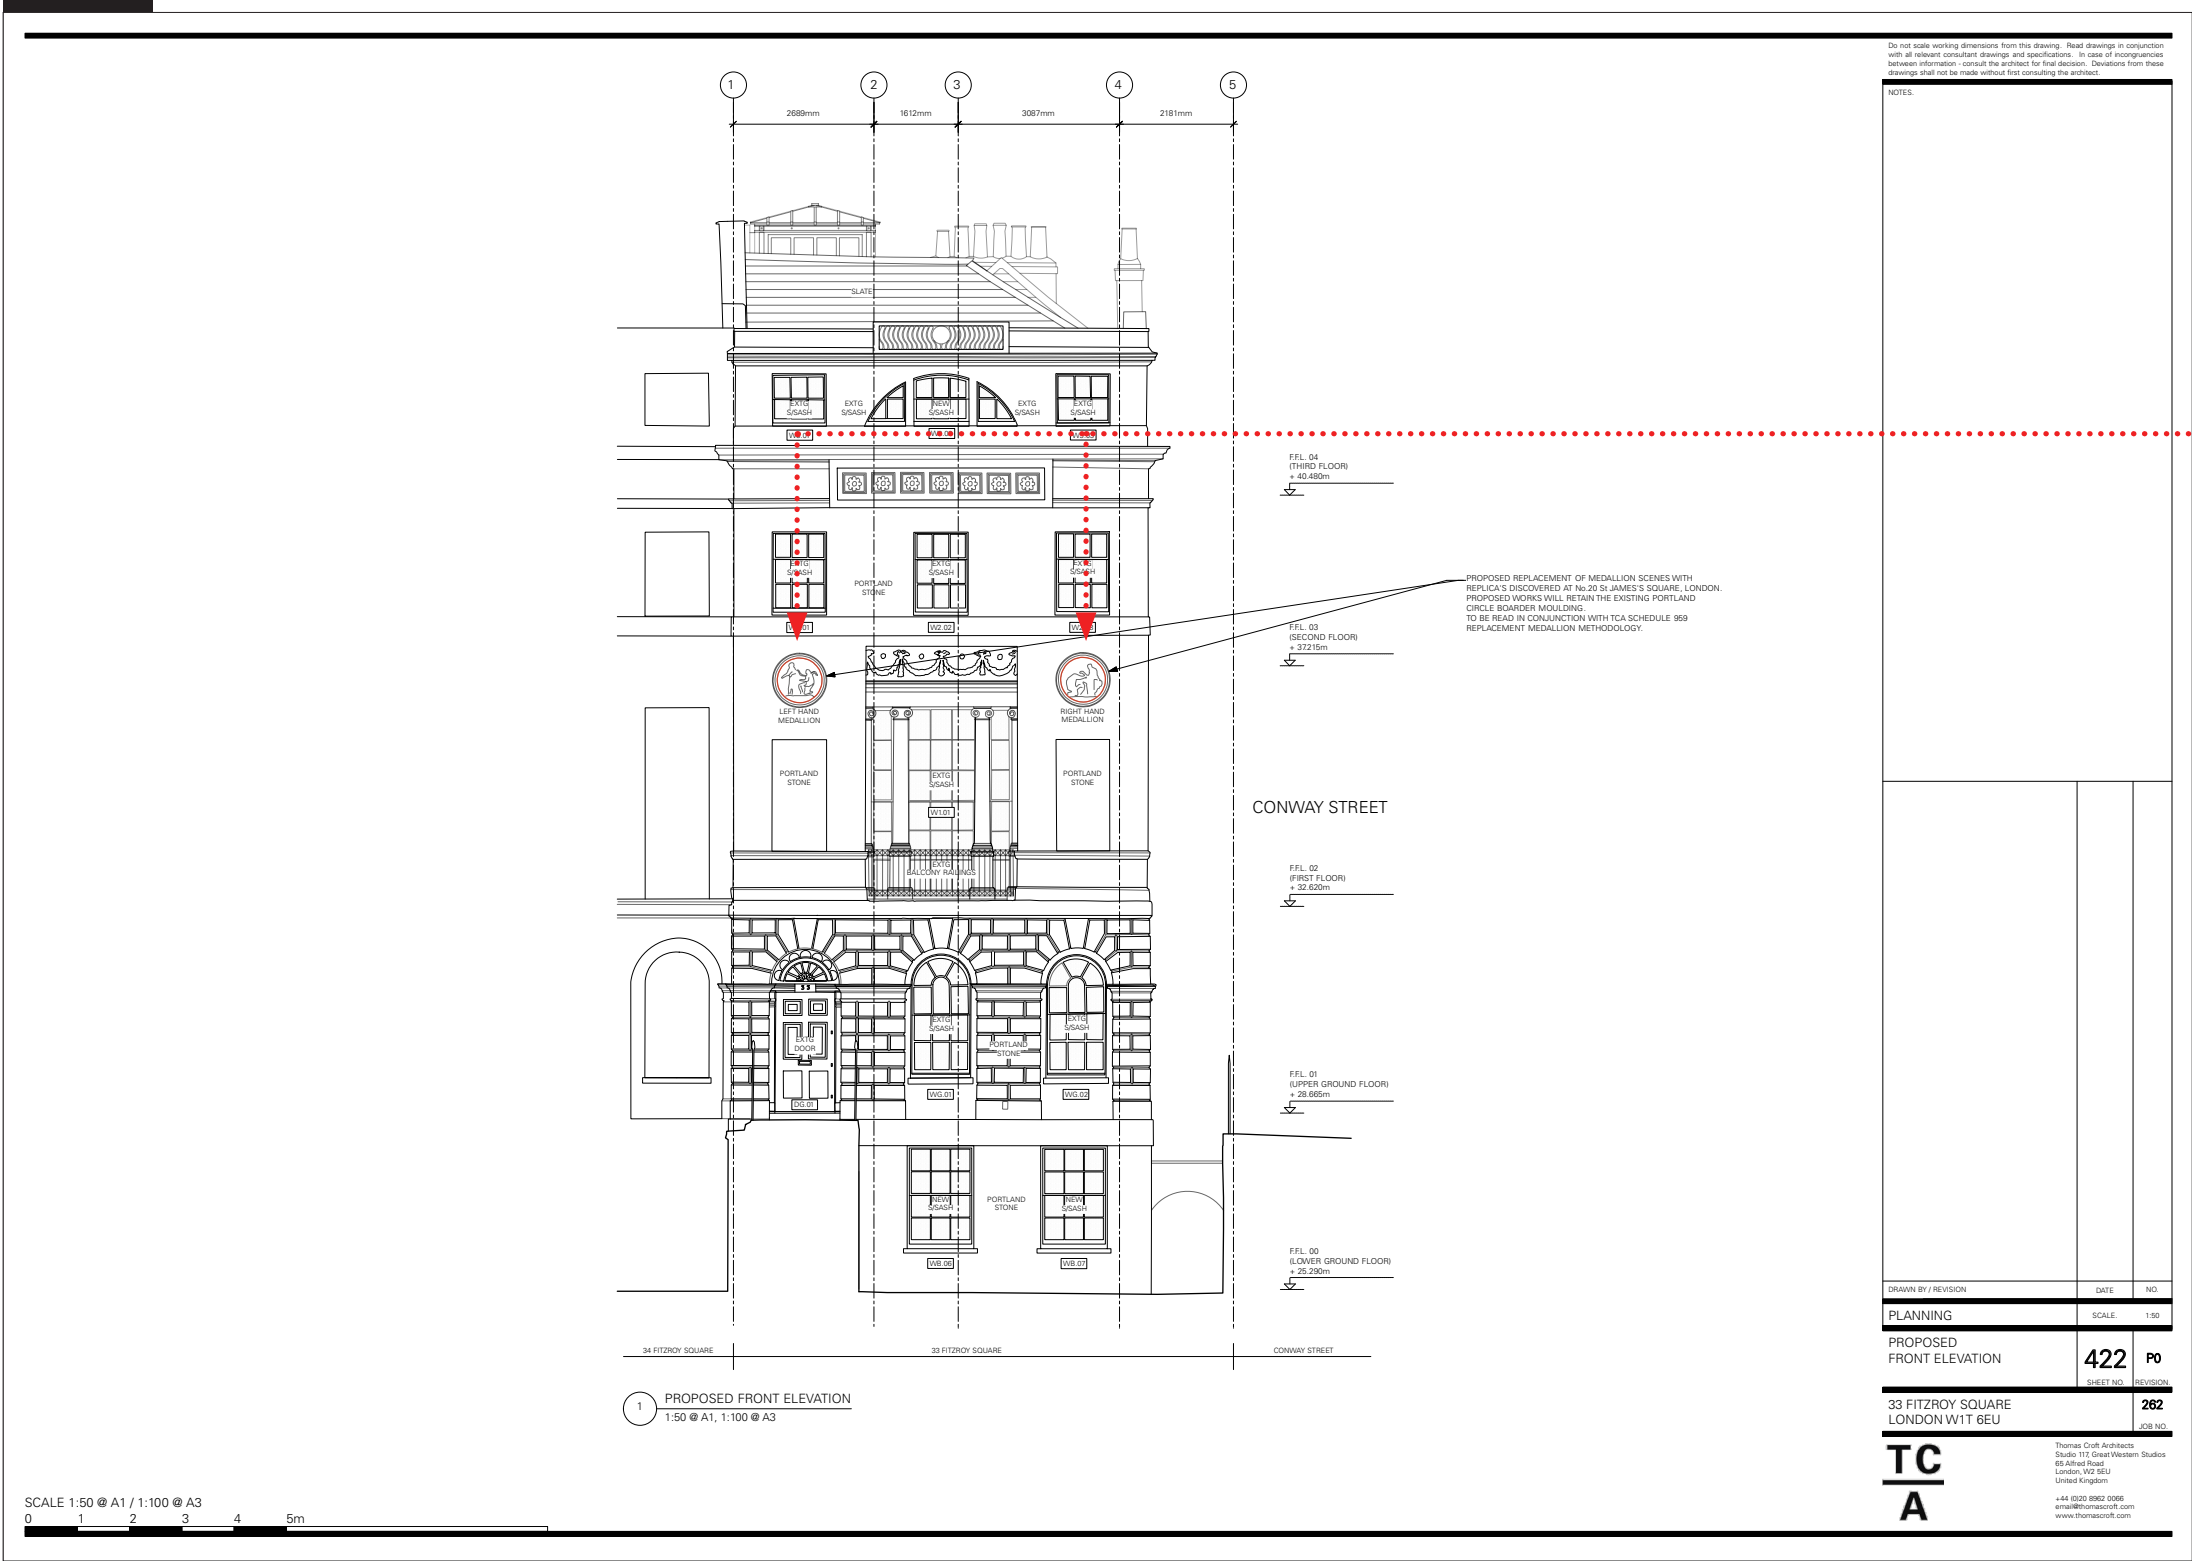 Do not scale working dimensions from this drawing. Read drawings in conjunction
with all relevant consultant drawings and specifications. In case of incongruencies
between information - consult the architect for final decision. Deviations from these
drawings shall not be made without first consulting the architect.
NOTES.
1
2
3
4
5
2689mm
1612mm
3087mm
2181mm
SLATE
EXTG
S/SASH
EXTG
S/SASH
NEW
S/SASH
EXTG
S/SASH
EXTG
S/SASH
F.F.L. 04
(THIRD FLOOR)
+ 40.480m
EXTG
S/SASH
EXTG
S/SASH
EXTG
S/SASH
PORTLAND
STONE
W2.02
PROPOSED REPLACEMENT OF MEDALLION SCENES WITH
REPLICA'S DISCOVERED AT No.20 St JAMES'S SQUARE, LONDON.
PROPOSED WORKS WILL RETAIN THE EXISTING PORTLAND
CIRCLE BOARDER MOULDING.
TO BE READ IN CONJUNCTION WITH TCA SCHEDULE 959
REPLACEMENT MEDALLION METHODOLOGY.
F.F.L. 03
(SECOND FLOOR)
+ 37.215m
LEFT HAND
MEDALLION
RIGHT HAND
MEDALLION
PORTLAND
STONE
EXTG
S/SASH
PORTLAND
STONE
W1.01
CONWAY STREET
EXTG
BALCONY RAILINGS
F.F.L. 02
(FIRST FLOOR)
+ 32.620m
33
EXTG
DOOR
EXTG
S/SASH
EXTG
S/SASH
PORTLAND
STONE
DG.01
WG.01
WG.02
F.F.L. 01
(UPPER GROUND FLOOR)
+ 28.665m
NEW
S/SASH
PORTLAND
STONE
NEW
S/SASH
WB.06
WB.07
F.F.L. 00
(LOWER GROUND FLOOR)
+ 25.290m
34 FITZROY SQUARE
33 FITZROY SQUARE
CONWAY STREET
1
PROPOSED FRONT ELEVATION
1:50 @ A1, 1:100 @ A3
SCALE 1:50 @ A1 / 1:100 @ A3
0 1 2 3 4 5m
DRAWN BY / REVISION
DATE
NO.
PLANNING
SCALE.
1:50
PROPOSED
FRONT ELEVATION
422
P0
SHEET NO.
REVISION.
33 FITZROY SQUARE
LONDON W1T 6EU
262
JOB NO.
TC
A
Thomas Croft Architects
Studio 117, Great Western Studios
65 Alfred Road
London, W2 5EU
United Kingdom
+44 (0)20 8962 0066
email@thomascroft.com
www.thomascroft.com